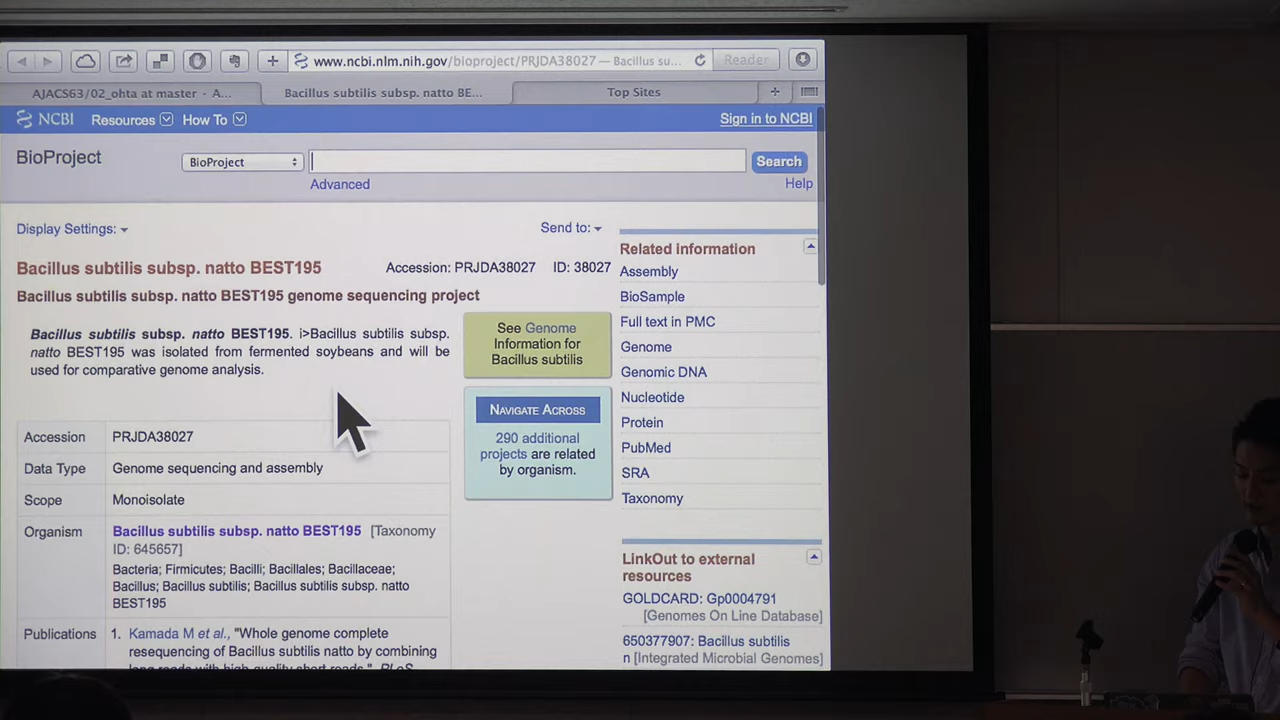 www.ncbi.nlm.nih.gov/bioproject/PRJDA38027 — Bacillus su...
Reader
AJACS63/02_ohta at master - A...
Bacillus subtilis subsp. natto BE...
Top Sites
NCBI Resources How To
Sign in to NCBI
BioProject
BioProject
Search
Advanced
Help
Display Settings:
Send to:
Bacillus subtilis subsp. natto BEST195
Accession: PRJDA38027 ID: 38027
Bacillus subtilis subsp. natto BEST195 genome sequencing project
Bacillus subtilis subsp. natto BEST195. i>Bacillus subtilis subsp.
natto BEST195 was isolated from fermented soybeans and will be
used for comparative genome analysis.
See Genome
Information for
Bacillus subtilis
NAVIGATE ACROSS
290 additional
projects are related
by organism.
Accession PRJDA38027
Data Type Genome sequencing and assembly
Scope Monoisolate
Organism Bacillus subtilis subsp. natto BEST195 [Taxonomy
ID: 645657]
Bacteria; Firmicutes; Bacilli; Bacillales; Bacillaceae;
Bacillus; Bacillus subtilis; Bacillus subtilis subsp. natto
BEST195
Publications 1. Kamada M et al., "Whole genome complete
resequencing of Bacillus subtilis natto by combining
long reads with high-quality short reads." PLoS
Related information
Assembly
BioSample
Full text in PMC
Genome
Genomic DNA
Nucleotide
Protein
PubMed
SRA
Taxonomy
LinkOut to external
resources
GOLDCARD: Gp0004791
[Genomes On Line Database]
650377907: Bacillus subtilis
n [Integrated Microbial Genomes]